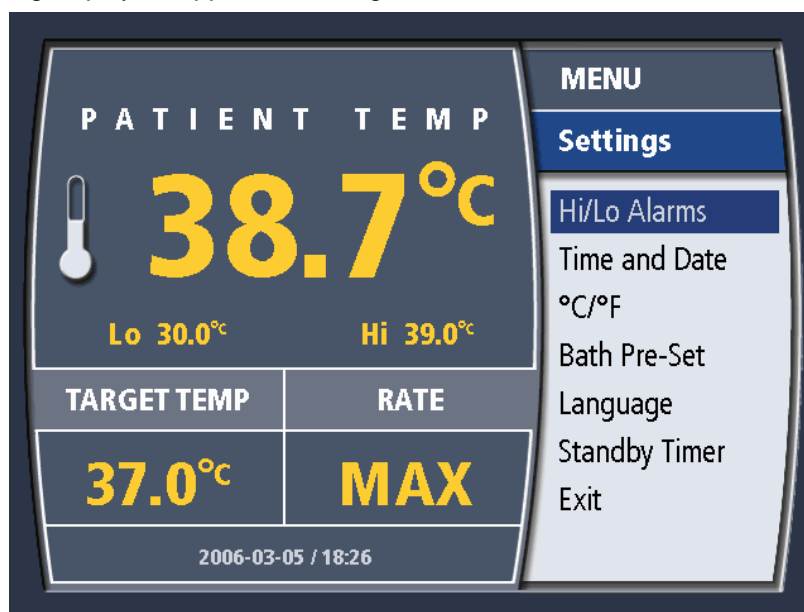 PATIENT TEMP
38.7°C
Lo 30.0°C Hi 39.0°C
TARGET TEMP RATE
37.0°C MAX
2006-03-05 / 18:26
MENU
Settings
Hi/Lo Alarms
Time and Date
°C/°F
Bath Pre-Set
Language
Standby Timer
Exit